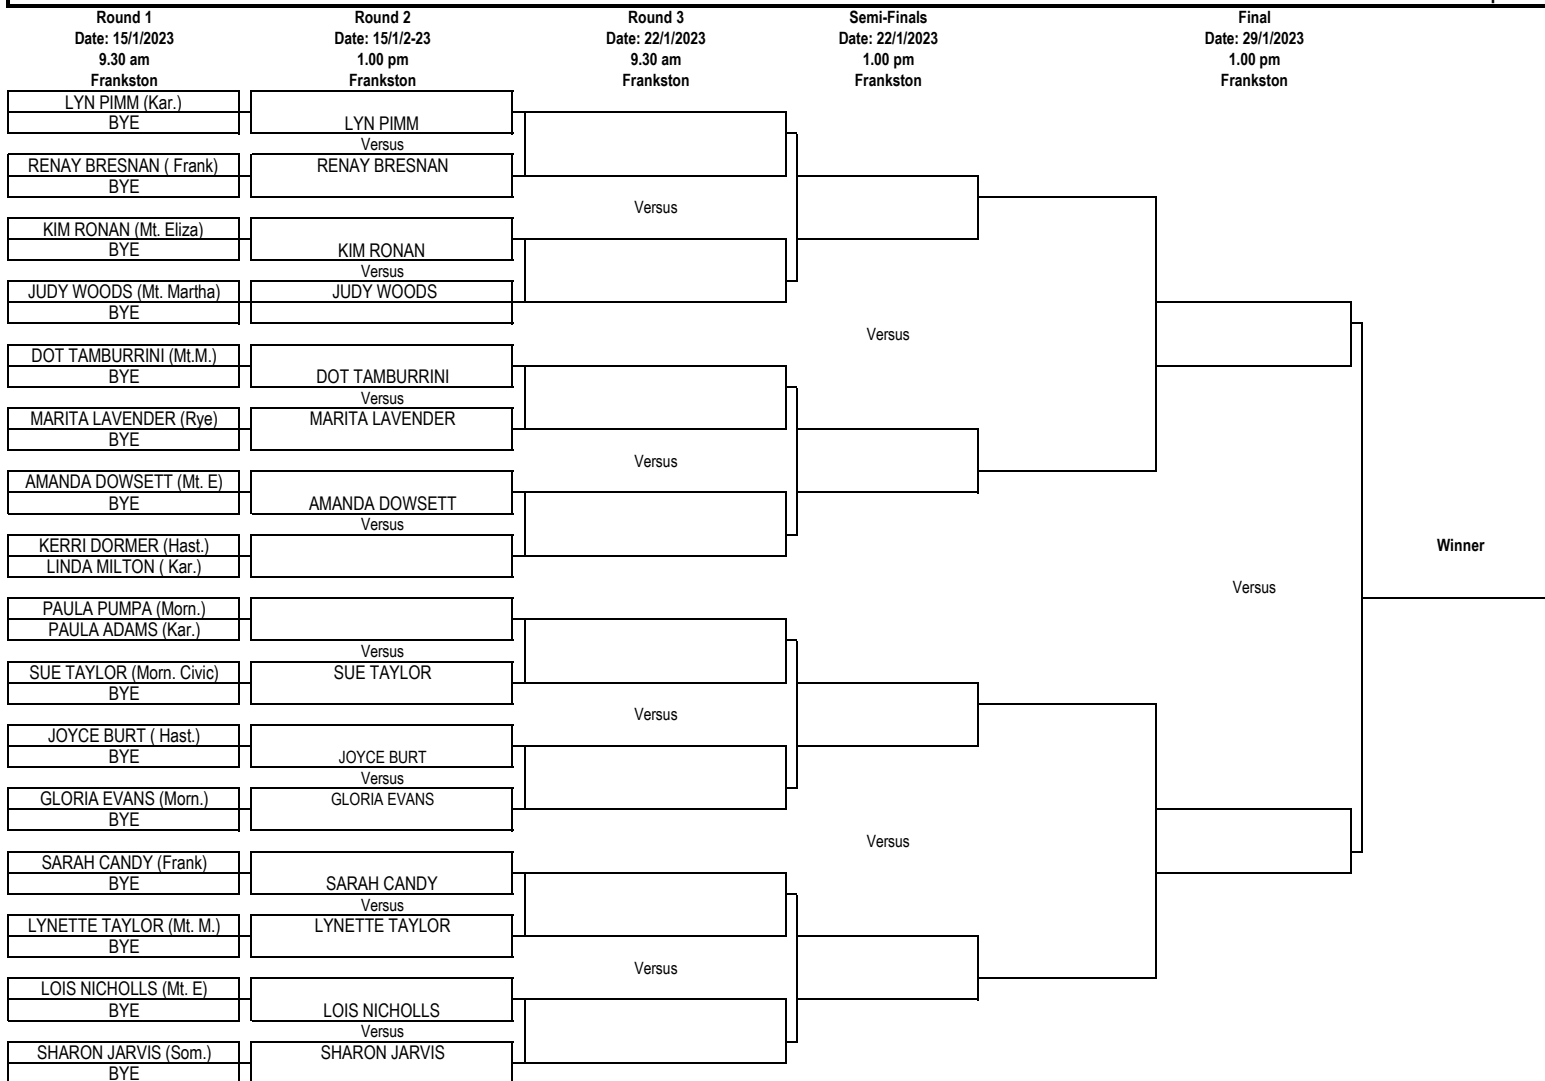 Round 1
Date: 15/1/2023
9.30 am
Frankston
Round 2
Date: 15/1/2-23
1.00 pm
Frankston
Round 3
Date: 22/1/2023
9.30 am
Frankston
Semi-Finals
Date: 22/1/2023
1.00 pm
Frankston
Final
Date: 29/1/2023
1.00 pm
Frankston
LYN PIMM (Kar.)
BYE
RENAY BRESNAN ( Frank)
BYE
KIM RONAN (Mt. Eliza)
BYE
JUDY WOODS (Mt. Martha)
BYE
DOT TAMBURRINI (Mt.M.)
BYE
MARITA LAVENDER (Rye)
BYE
AMANDA DOWSETT (Mt. E)
BYE
KERRI DORMER (Hast.)
LINDA MILTON ( Kar.)
PAULA PUMPA (Morn.)
PAULA ADAMS (Kar.)
SUE TAYLOR (Morn. Civic)
BYE
JOYCE BURT ( Hast.)
BYE
GLORIA EVANS (Morn.)
BYE
SARAH CANDY (Frank)
BYE
LYNETTE TAYLOR (Mt. M.)
BYE
LOIS NICHOLLS (Mt. E)
BYE
SHARON JARVIS (Som.)
BYE
LYN PIMM
Versus
RENAY BRESNAN
KIM RONAN
Versus
JUDY WOODS
DOT TAMBURRINI
Versus
MARITA LAVENDER
AMANDA DOWSETT
Versus
Versus
SUE TAYLOR
JOYCE BURT
Versus
GLORIA EVANS
SARAH CANDY
Versus
LYNETTE TAYLOR
LOIS NICHOLLS
Versus
SHARON JARVIS
Versus
Versus
Versus
Versus
Versus
Versus
Versus
Winner